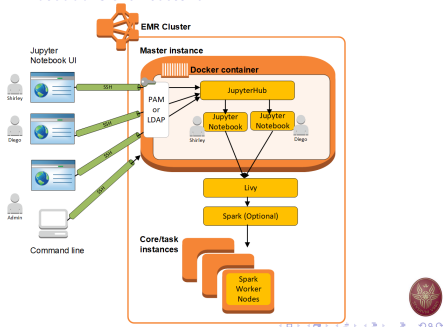 EMR Cluster
Jupyter
Notebook UI
Master instance
Docker container
Shirley
SSH
PAM
or
LDAP
JupyterHub
Jupyter
Notebook
Jupyter
Notebook
Shirley
Diego
Diego
SSH
SSH
Admin
SSH
Command line
Livy
Spark (Optional)
Core/task
instances
Spark
Worker
Nodes